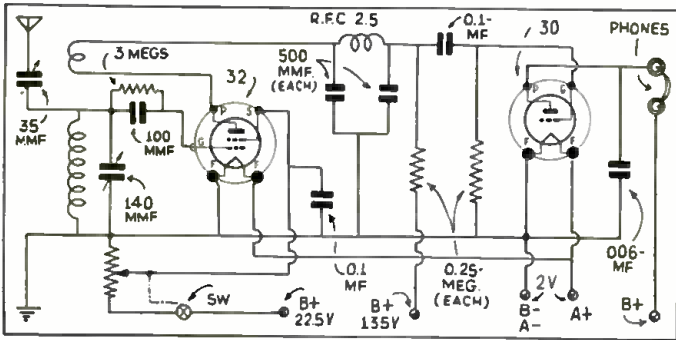 R.F.C 2.5
0.1-
MF
30
PHONES
3 MEGS
32
500
MMF.
(EACH)
P
S
G
F
F
P
G
F
F
35
MMF
100
MMF
140
MMF
0.1
MF
0.25-
MEG.
(EACH)
.006-
MF
SW
B+
22.5V
B+
135V
2V
B-
A-
A+
B+